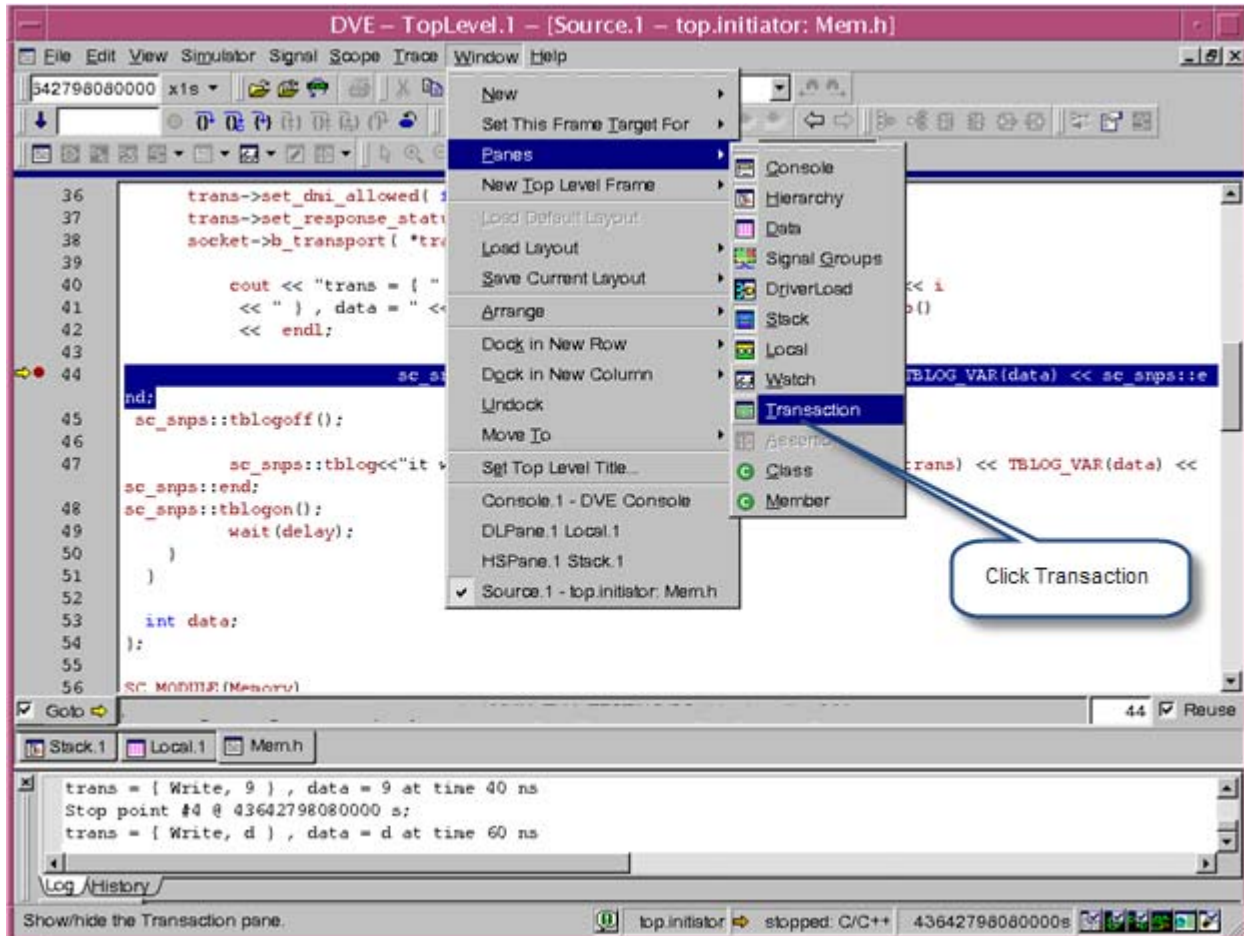 DVE – TopLevel.1 – [Source.1 – top.initiator: Mem.h]
File Edit View Simulator Signal Scope Trace Window Help
642798080000 x1s
New
Set This Frame Target For
Panes
New Top Level Frame
Load Default Layout
Load Layout
Save Current Layout
Arrange
Dock in New Row
Dock in New Column
Undock
Move To
Set Top Level Title...
Console.1 - DVE Console
DLPane.1 Local.1
HSPane.1 Stack.1
Source.1 - top.initiator: Mem.h
Console
Hierarchy
Data
Signal Groups
DriverLoad
Stack
Local
Watch
Transaction
Assertio
Class
Member
Click Transaction
36 trans->set_dmi_allowed(
37 trans->set_response_statu
38 socket->b_transport( *tra
39
40 cout << "trans = { " << i
41 << " } , data = " <<
42 << endl;
43
44 TBLOG_VAR(data) << sc_snps::e
nd;
45 sc_snps::tblogoff();
46
47 sc_snps::tblog<<"it w trans) << TBLOG_VAR(data) <<
sc_snps::end;
48 sc_snps::tblogon();
49 wait(delay);
50 }
51 }
52
53 int data;
54 };
55
56 SC_MODULE(Memory)
Goto 44 Reuse
Stack.1 Local.1 Mem.h
trans = { Write, 9 } , data = 9 at time 40 ns
Stop point #4 @ 43642798080000 s;
trans = { Write, d } , data = d at time 60 ns
Log History
Show/hide the Transaction pane. top.initiator stopped: C/C++ 43642798080000s